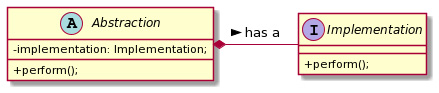 A Abstraction
-implementation: Implementation;
+perform();
has a
I Implementation
+perform();